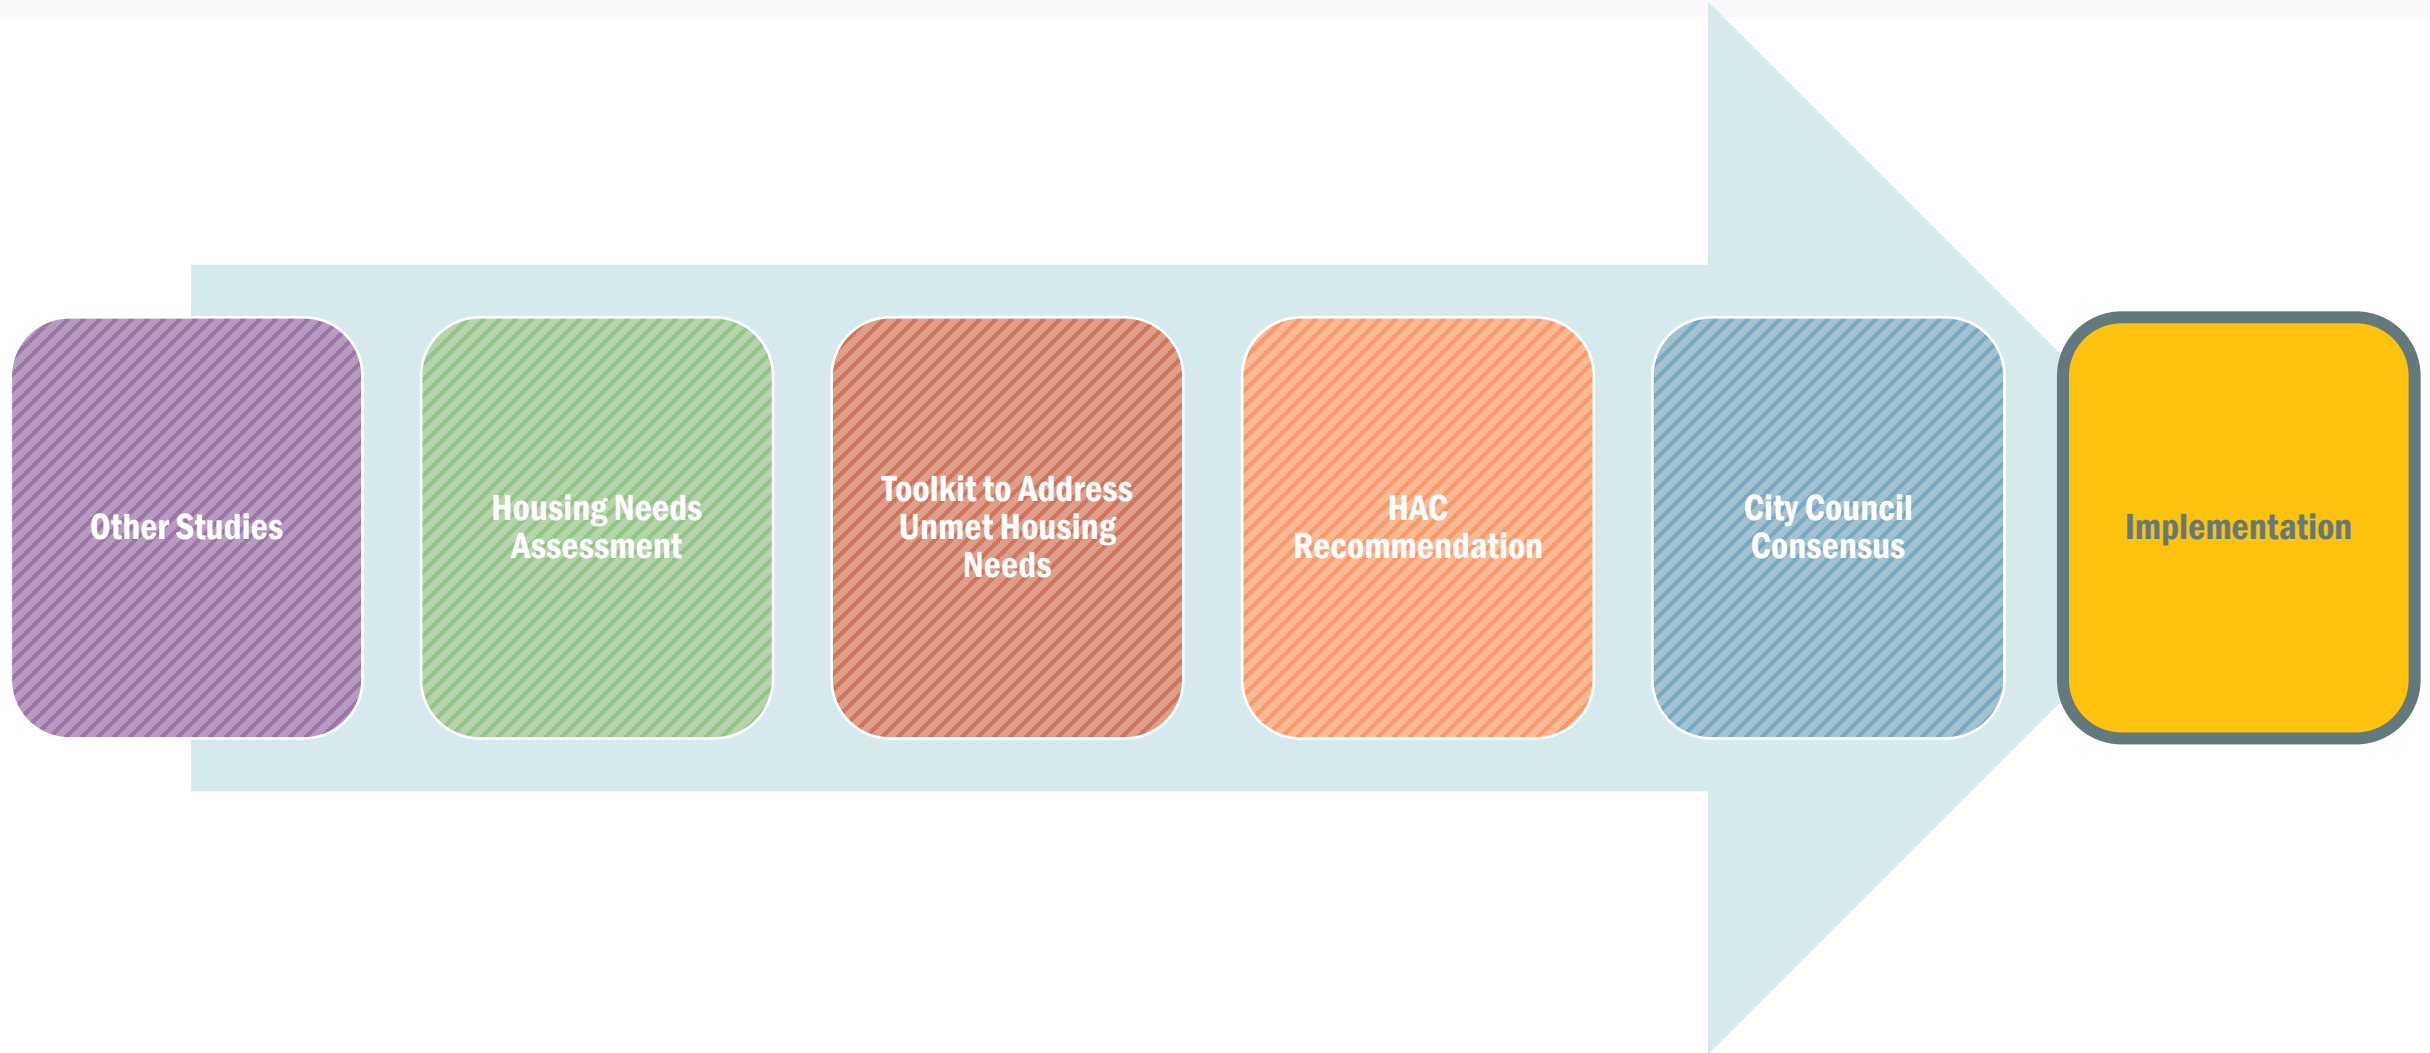 Other Studies
Housing Needs
Assessment
Toolkit to Address
Unmet Housing
Needs
HAC
Recommendation
City Council
Consensus
Implementation